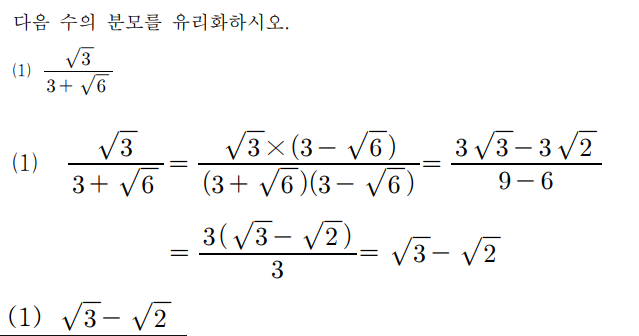 다음 수의 분모를 유리화하시오.
(1) √3/(3+√6)
(1) √3/(3+√6) = (√3×(3−√6))/((3+√6)(3−√6)) = (3√3−3√2)/(9−6)
= (3(√3−√2))/3 = √3−√2
(1) √3−√2